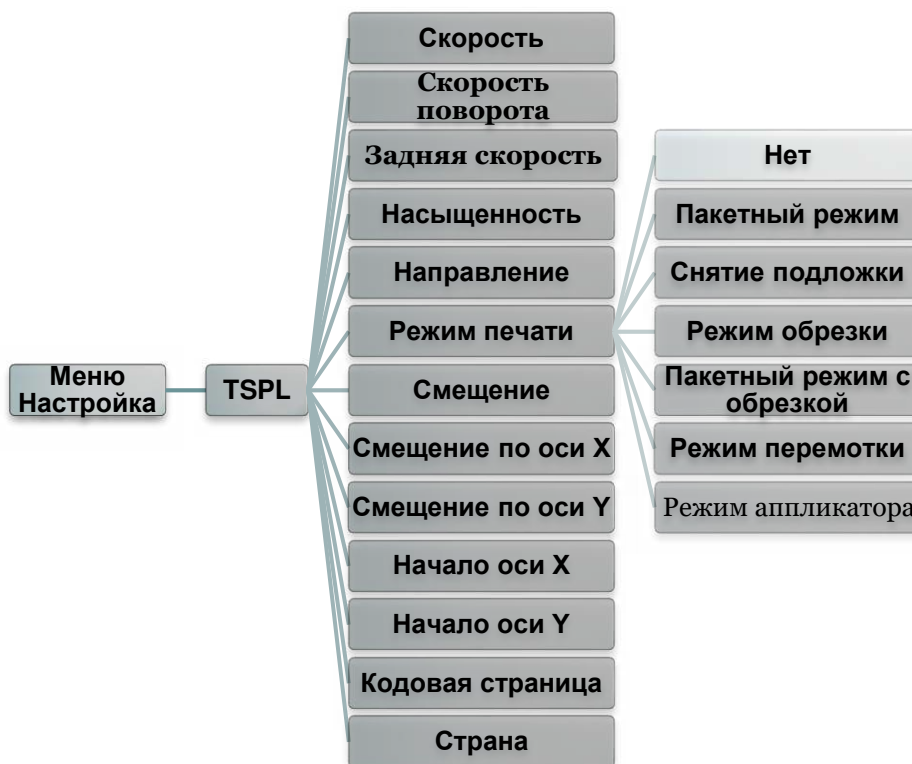 Меню
Настройка
TSPL
Скорость
Скорость
поворота
Задняя скорость
Насыщенность
Направление
Режим печати
Смещение
Смещение по оси X
Смещение по оси Y
Начало оси X
Начало оси Y
Кодовая страница
Страна
Нет
Пакетный режим
Снятие подложки
Режим обрезки
Пакетный режим с
обрезкой
Режим перемотки
Режим аппликатора